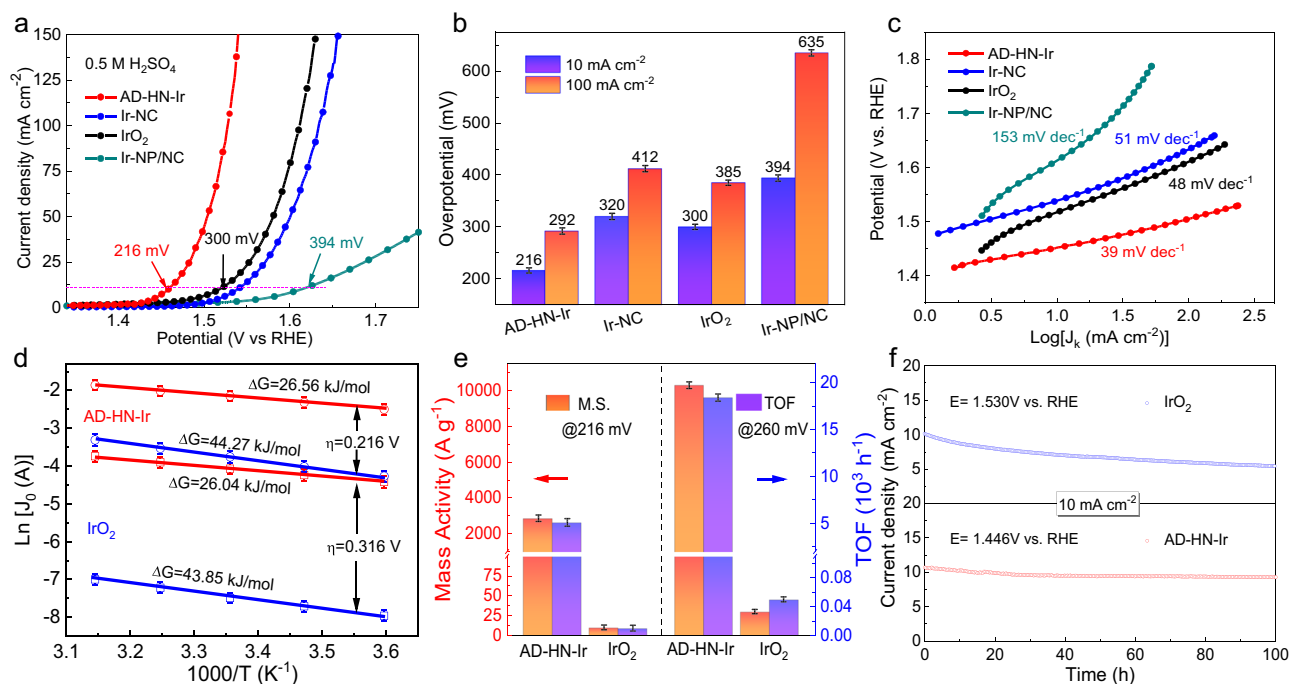 a
150
125
100
75
50
25
0
Current density (mA cm⁻²)
0.5 M H₂SO₄
AD-HN-Ir
Ir-NC
IrO₂
Ir-NP/NC
216 mV
300 mV
394 mV
1.4 1.5 1.6 1.7
Potential (V vs RHE)
b
600
500
400
300
200
Overpotential (mV)
10 mA cm⁻²
100 mA cm⁻²
216
292
320
412
300
385
394
635
AD-HN-Ir Ir-NC IrO₂ Ir-NP/NC
c
1.8
1.7
1.6
1.5
1.4
Potential (V vs. RHE)
AD-HN-Ir
Ir-NC
IrO₂
Ir-NP/NC
153 mV dec⁻¹
51 mV dec⁻¹
48 mV dec⁻¹
39 mV dec⁻¹
0.0 0.5 1.0 1.5 2.0 2.5
Log[Jₖ (mA cm⁻²)]
d
-1
-2
-3
-4
-5
-6
-7
-8
Ln [J₀ (A)]
ΔG=26.56 kJ/mol
AD-HN-Ir
ΔG=44.27 kJ/mol
η=0.216 V
ΔG=26.04 kJ/mol
IrO₂
η=0.316 V
ΔG=43.85 kJ/mol
3.1 3.2 3.3 3.4 3.5 3.6
1000/T (K⁻¹)
e
10000
8000
6000
4000
2000
75
50
25
0
Mass Activity (A g⁻¹)
M.S.
@216 mV
TOF
@260 mV
20
15
10
5
0.08
0.04
0.00
TOF (10³ h⁻¹)
AD-HN-Ir IrO₂ AD-HN-Ir IrO₂
f
20
15
10
5
20
15
10
5
0
Current density (mA cm⁻²)
E= 1.530V vs. RHE
IrO₂
10 mA cm⁻²
E= 1.446V vs. RHE
AD-HN-Ir
0 20 40 60 80 100
Time (h)